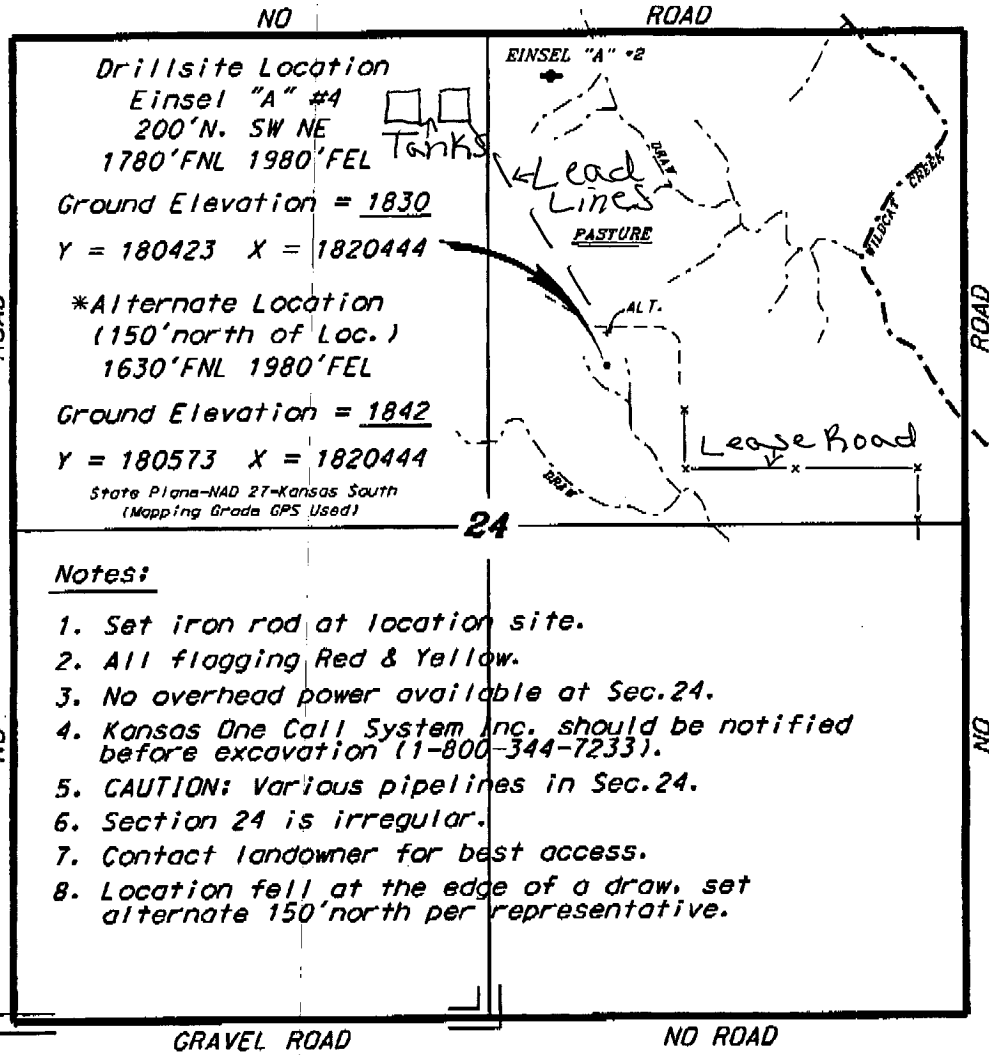 NO ROAD
Drillsite Location
Einsel "A" #4
200'N. SW NE
1780'FNL 1980'FEL
Ground Elevation = 1830
Y = 180423 X = 1820444
*Alternate Location
(150'north of Loc.)
1630'FNL 1980'FEL
Ground Elevation = 1842
Y = 180573 X = 1820444
State Plane-NAD 27-Kansas South
(Mapping Grade GPS Used)
Tanks
EINSEL "A" #2
Lead
Lines
DRAW
PASTURE
WILDCAT CREEK
ALT.
Lease Road
DRAW
ROAD
ROAD
24
Notes:
1. Set iron rod at location site.
2. All flagging Red & Yellow.
3. No overhead power available at Sec.24.
4. Kansas One Call System Inc. should be notified
before excavation (1-800-344-7233).
5. CAUTION: Various pipelines in Sec.24.
6. Section 24 is irregular.
7. Contact landowner for best access.
8. Location fell at the edge of a draw, set
alternate 150'north per representative.
NO
NO
GRAVEL ROAD
NO ROAD